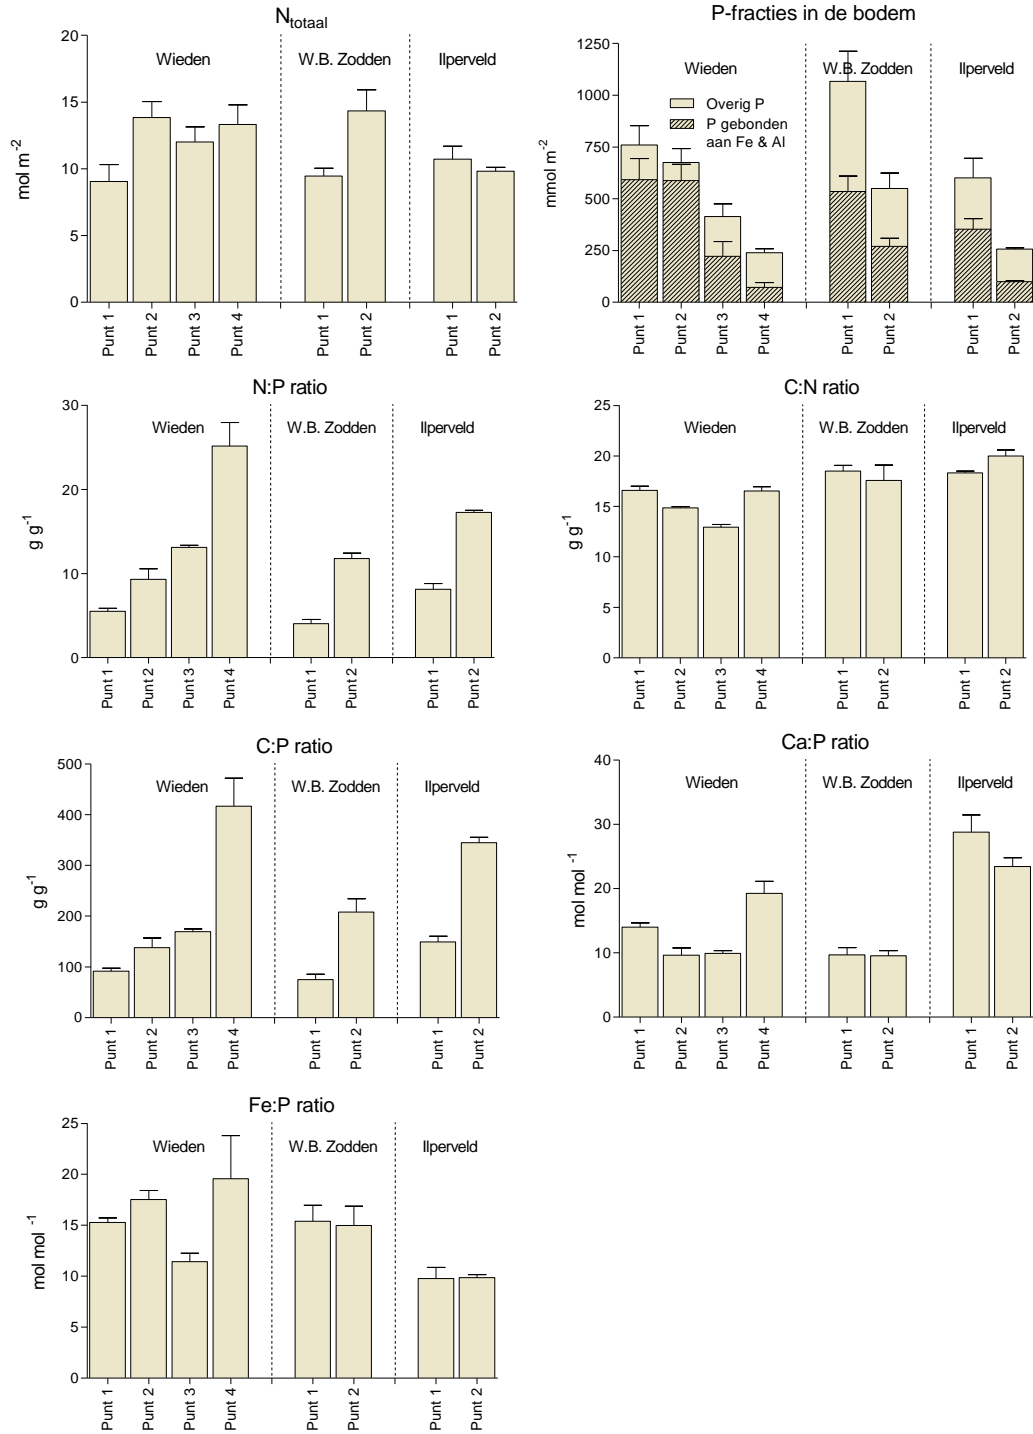 N_totaal
20
15
10
5
0
mol m^-2
Wieden
W.B. Zodden
Ilperveld
Punt 1
Punt 2
Punt 3
Punt 4
Punt 1
Punt 2
Punt 1
Punt 2
P-fracties in de bodem
1250
1000
750
500
250
0
mmol m^-2
Wieden
W.B. Zodden
Ilperveld
Overig P
P gebonden
aan Fe & Al
Punt 1
Punt 2
Punt 3
Punt 4
Punt 1
Punt 2
Punt 1
Punt 2
N:P ratio
30
20
10
0
g g^-1
Wieden
W.B. Zodden
Ilperveld
Punt 1
Punt 2
Punt 3
Punt 4
Punt 1
Punt 2
Punt 1
Punt 2
C:N ratio
25
20
15
10
5
0
g g^-1
Wieden
W.B. Zodden
Ilperveld
Punt 1
Punt 2
Punt 3
Punt 4
Punt 1
Punt 2
Punt 1
Punt 2
C:P ratio
500
400
300
200
100
0
g g^-1
Wieden
W.B. Zodden
Ilperveld
Punt 1
Punt 2
Punt 3
Punt 4
Punt 1
Punt 2
Punt 1
Punt 2
Ca:P ratio
40
30
20
10
0
mol mol^-1
Wieden
W.B. Zodden
Ilperveld
Punt 1
Punt 2
Punt 3
Punt 4
Punt 1
Punt 2
Punt 1
Punt 2
Fe:P ratio
25
20
15
10
5
0
mol mol^-1
Wieden
W.B. Zodden
Ilperveld
Punt 1
Punt 2
Punt 3
Punt 4
Punt 1
Punt 2
Punt 1
Punt 2